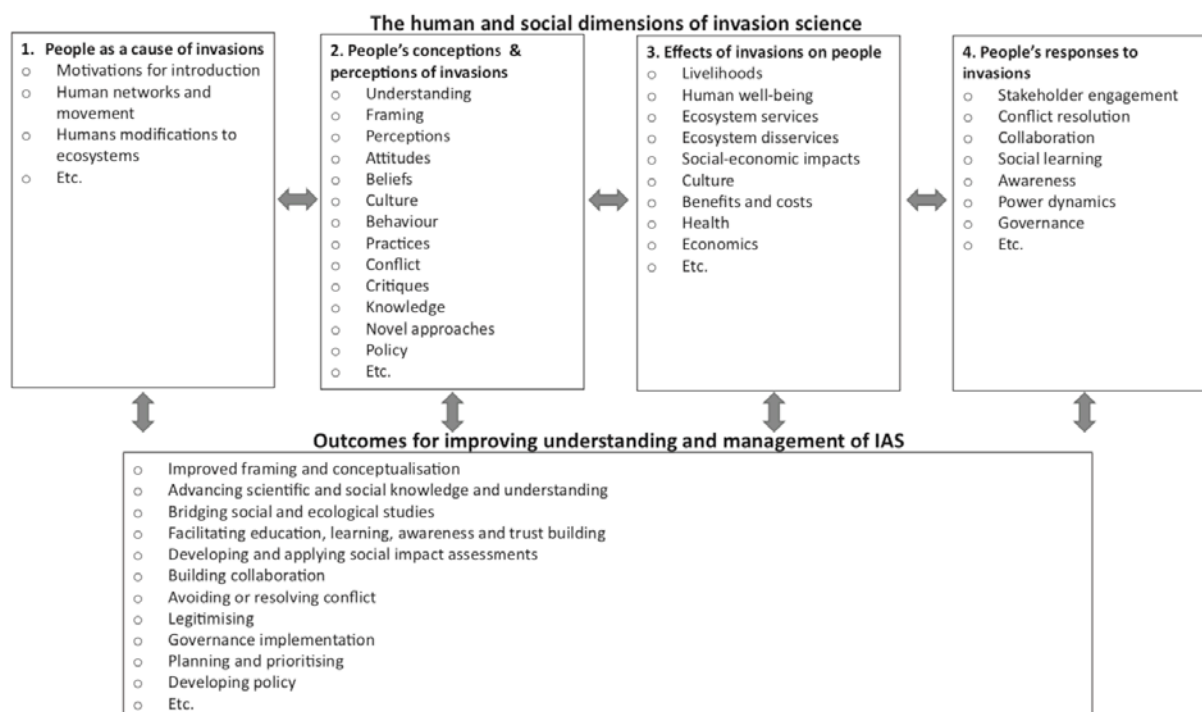 The human and social dimensions of invasion science
1. People as a cause of invasions
○ Motivations for introduction
○ Human networks and
movement
○ Humans modifications to
ecosystems
○ Etc.
2. People's conceptions &
perceptions of invasions
○ Understanding
○ Framing
○ Perceptions
○ Attitudes
○ Beliefs
○ Culture
○ Behaviour
○ Practices
○ Conflict
○ Critiques
○ Knowledge
○ Novel approaches
○ Policy
○ Etc.
3. Effects of invasions on people
○ Livelihoods
○ Human well-being
○ Ecosystem services
○ Ecosystem disservices
○ Social-economic impacts
○ Culture
○ Benefits and costs
○ Health
○ Economics
○ Etc.
4. People's responses to
invasions
○ Stakeholder engagement
○ Conflict resolution
○ Collaboration
○ Social learning
○ Awareness
○ Power dynamics
○ Governance
○ Etc.
Outcomes for improving understanding and management of IAS
○ Improved framing and conceptualisation
○ Advancing scientific and social knowledge and understanding
○ Bridging social and ecological studies
○ Facilitating education, learning, awareness and trust building
○ Developing and applying social impact assessments
○ Building collaboration
○ Avoiding or resolving conflict
○ Legitimising
○ Governance implementation
○ Planning and prioritising
○ Developing policy
○ Etc.